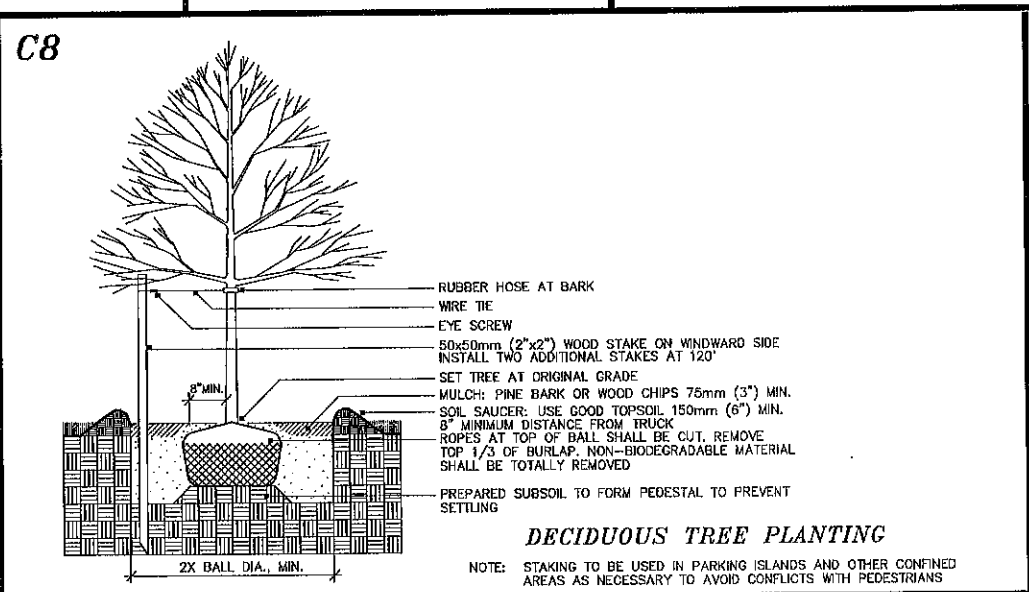 C8
RUBBER HOSE AT BARK
WIRE TIE
EYE SCREW
50x50mm (2"x2") WOOD STAKE ON WINDWARD SIDE
INSTALL TWO ADDITIONAL STAKES AT 120'
8"MIN.
SET TREE AT ORIGINAL GRADE
MULCH: PINE BARK OR WOOD CHIPS 75mm (3") MIN.
SOIL SAUCER: USE GOOD TOPSOIL 150mm (6") MIN.
8" MINIMUM DISTANCE FROM TRUCK
ROPES AT TOP OF BALL SHALL BE CUT. REMOVE
TOP 1/3 OF BURLAP. NON-BIODEGRADABLE MATERIAL
SHALL BE TOTALLY REMOVED
PREPARED SUBSOIL TO FORM PEDESTAL TO PREVENT
SETTLING
2X BALL DIA., MIN.
DECIDUOUS TREE PLANTING
NOTE: STAKING TO BE USED IN PARKING ISLANDS AND OTHER CONFINED
AREAS AS NECESSARY TO AVOID CONFLICTS WITH PEDESTRIANS